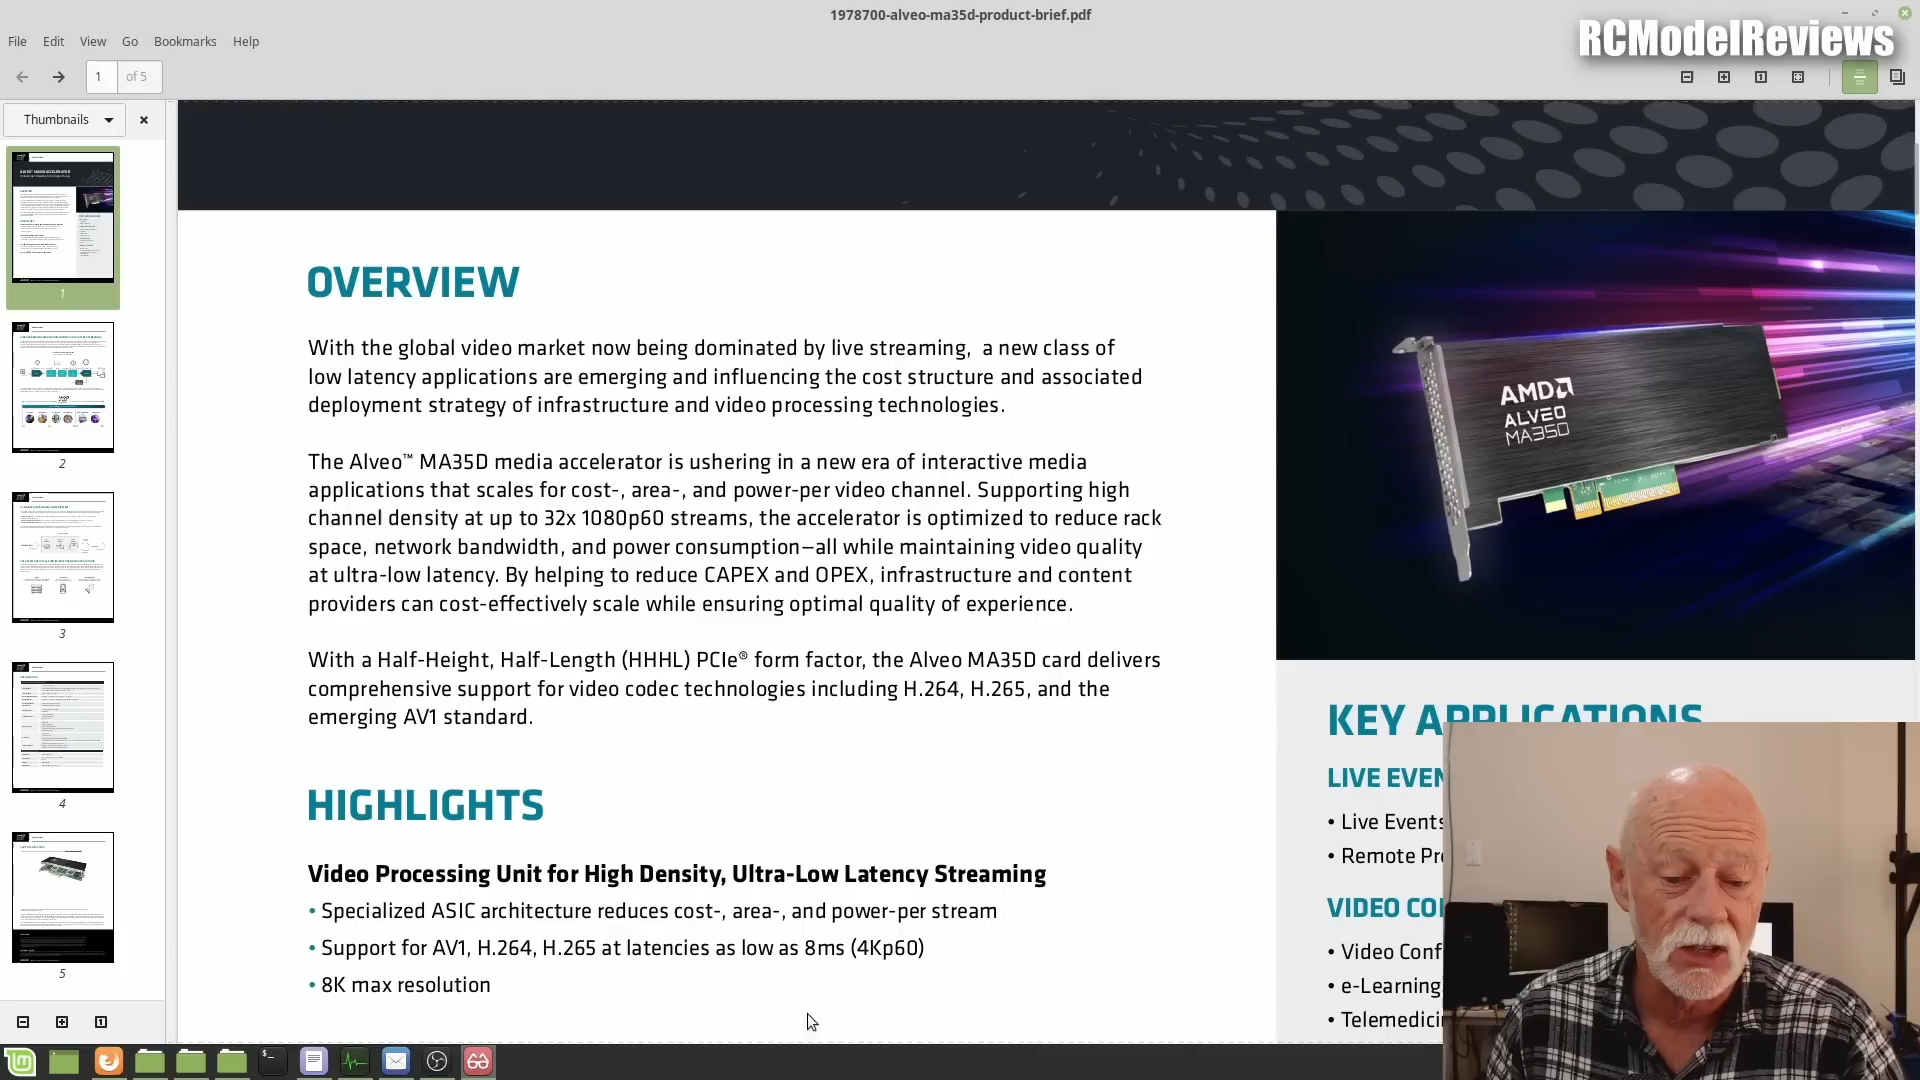 1978700-alveo-ma35d-product-brief.pdf
RCModelReviews
File Edit View Go Bookmarks Help
1 of 5
Thumbnails
1
2
3
4
5
OVERVIEW
With the global video market now being dominated by live streaming, a new class of
low latency applications are emerging and influencing the cost structure and associated
deployment strategy of infrastructure and video processing technologies.
The Alveo™ MA35D media accelerator is ushering in a new era of interactive media
applications that scales for cost-, area-, and power-per video channel. Supporting high
channel density at up to 32x 1080p60 streams, the accelerator is optimized to reduce rack
space, network bandwidth, and power consumption—all while maintaining video quality
at ultra-low latency. By helping to reduce CAPEX and OPEX, infrastructure and content
providers can cost-effectively scale while ensuring optimal quality of experience.
With a Half-Height, Half-Length (HHHL) PCIe® form factor, the Alveo MA35D card delivers
comprehensive support for video codec technologies including H.264, H.265, and the
emerging AV1 standard.
HIGHLIGHTS
Video Processing Unit for High Density, Ultra-Low Latency Streaming
• Specialized ASIC architecture reduces cost-, area-, and power-per stream
• Support for AV1, H.264, H.265 at latencies as low as 8ms (4Kp60)
• 8K max resolution
AMD
ALVEO
MA35D
KEY APPLICATIONS
LIVE EVEN
• Live Events
• Remote Pr
VIDEO CO
• Video Conf
• e-Learning
• Telemedici